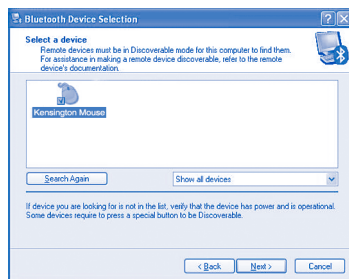 Bluetooth Device Selection
Select a device
Remote devices must be in Discoverable mode for this computer to find them.
For assistance in making a remote device discoverable, refer to the remote
device's documentation.
Kensington Mouse
Search Again
Show all devices
If device you are looking for is not in the list, verify that the device has power and is operational.
Some devices require to press a special button to be Discoverable.
< Back
Next >
Cancel